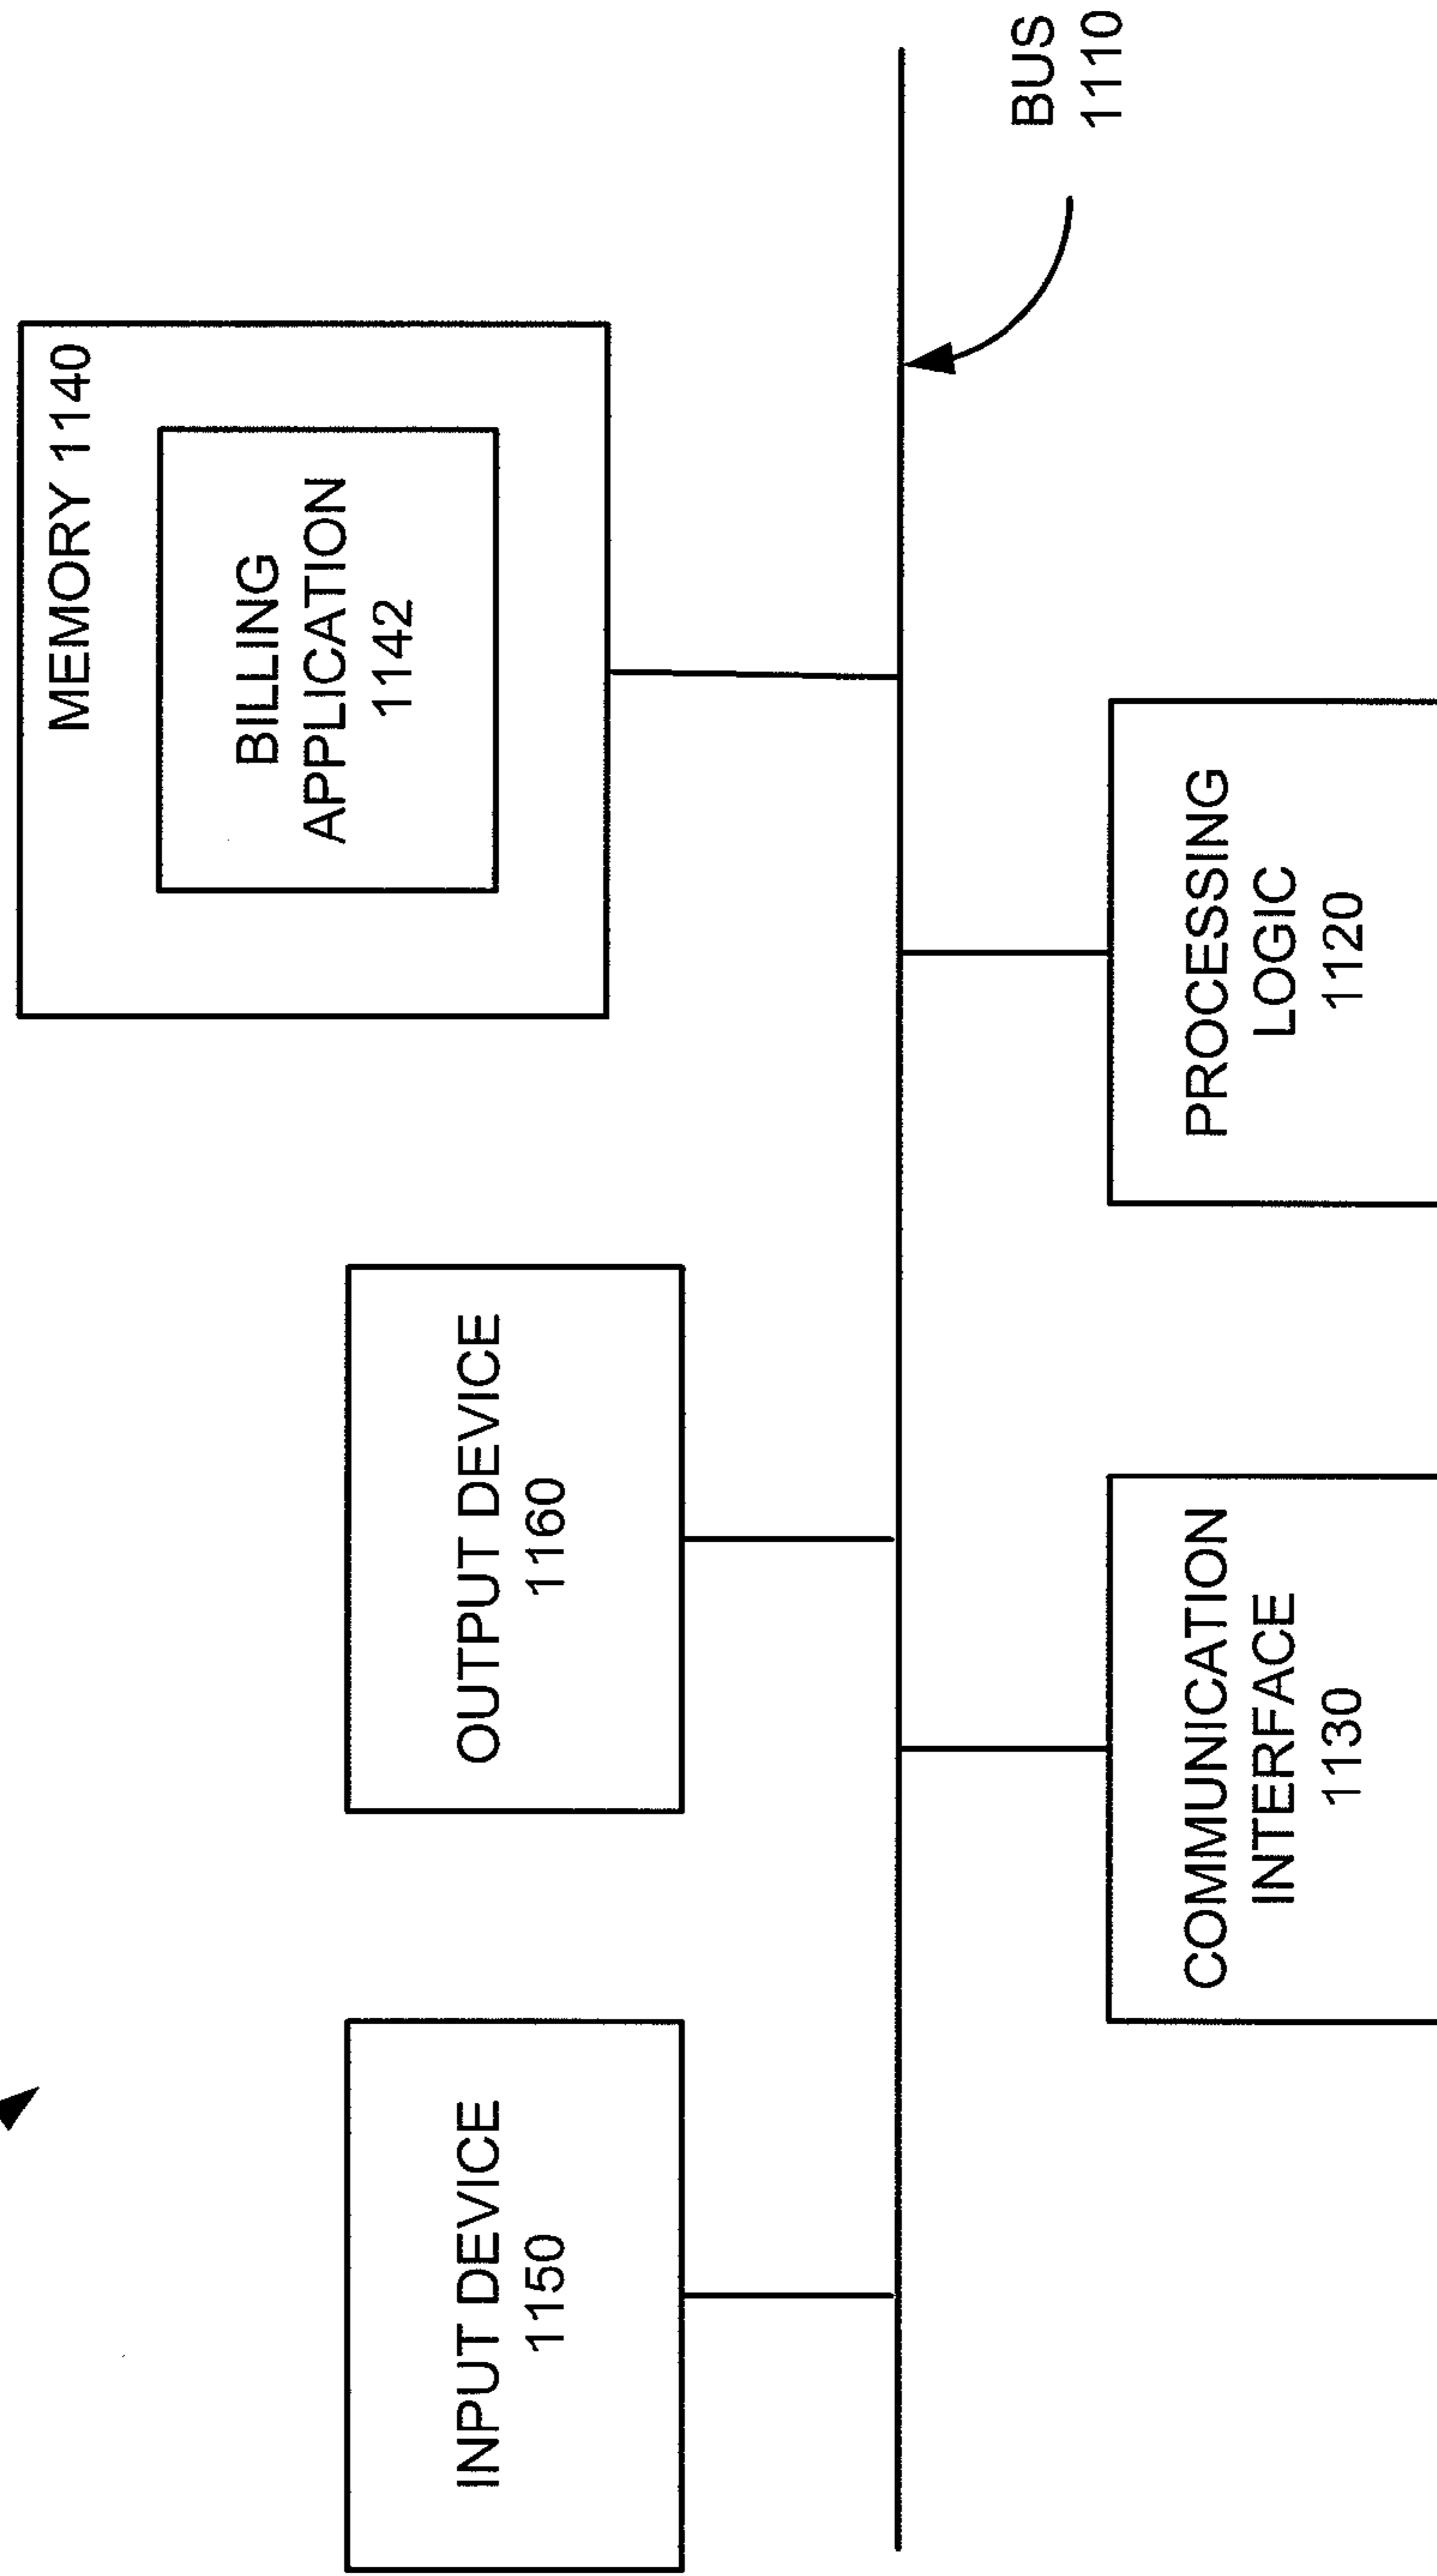 MEMORY 1140
BILLING
APPLICATION
1142
OUTPUT DEVICE
1160
INPUT DEVICE
1150
BUS
1110
PROCESSING
LOGIC
1120
COMMUNICATION
INTERFACE
1130